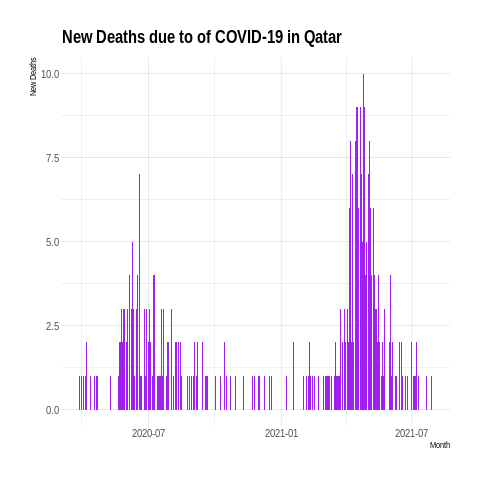 New Deaths due to of COVID-19 in Qatar
New Deaths
10.0
7.5
5.0
2.5
0.0
2020-07
2021-01
2021-07
Month